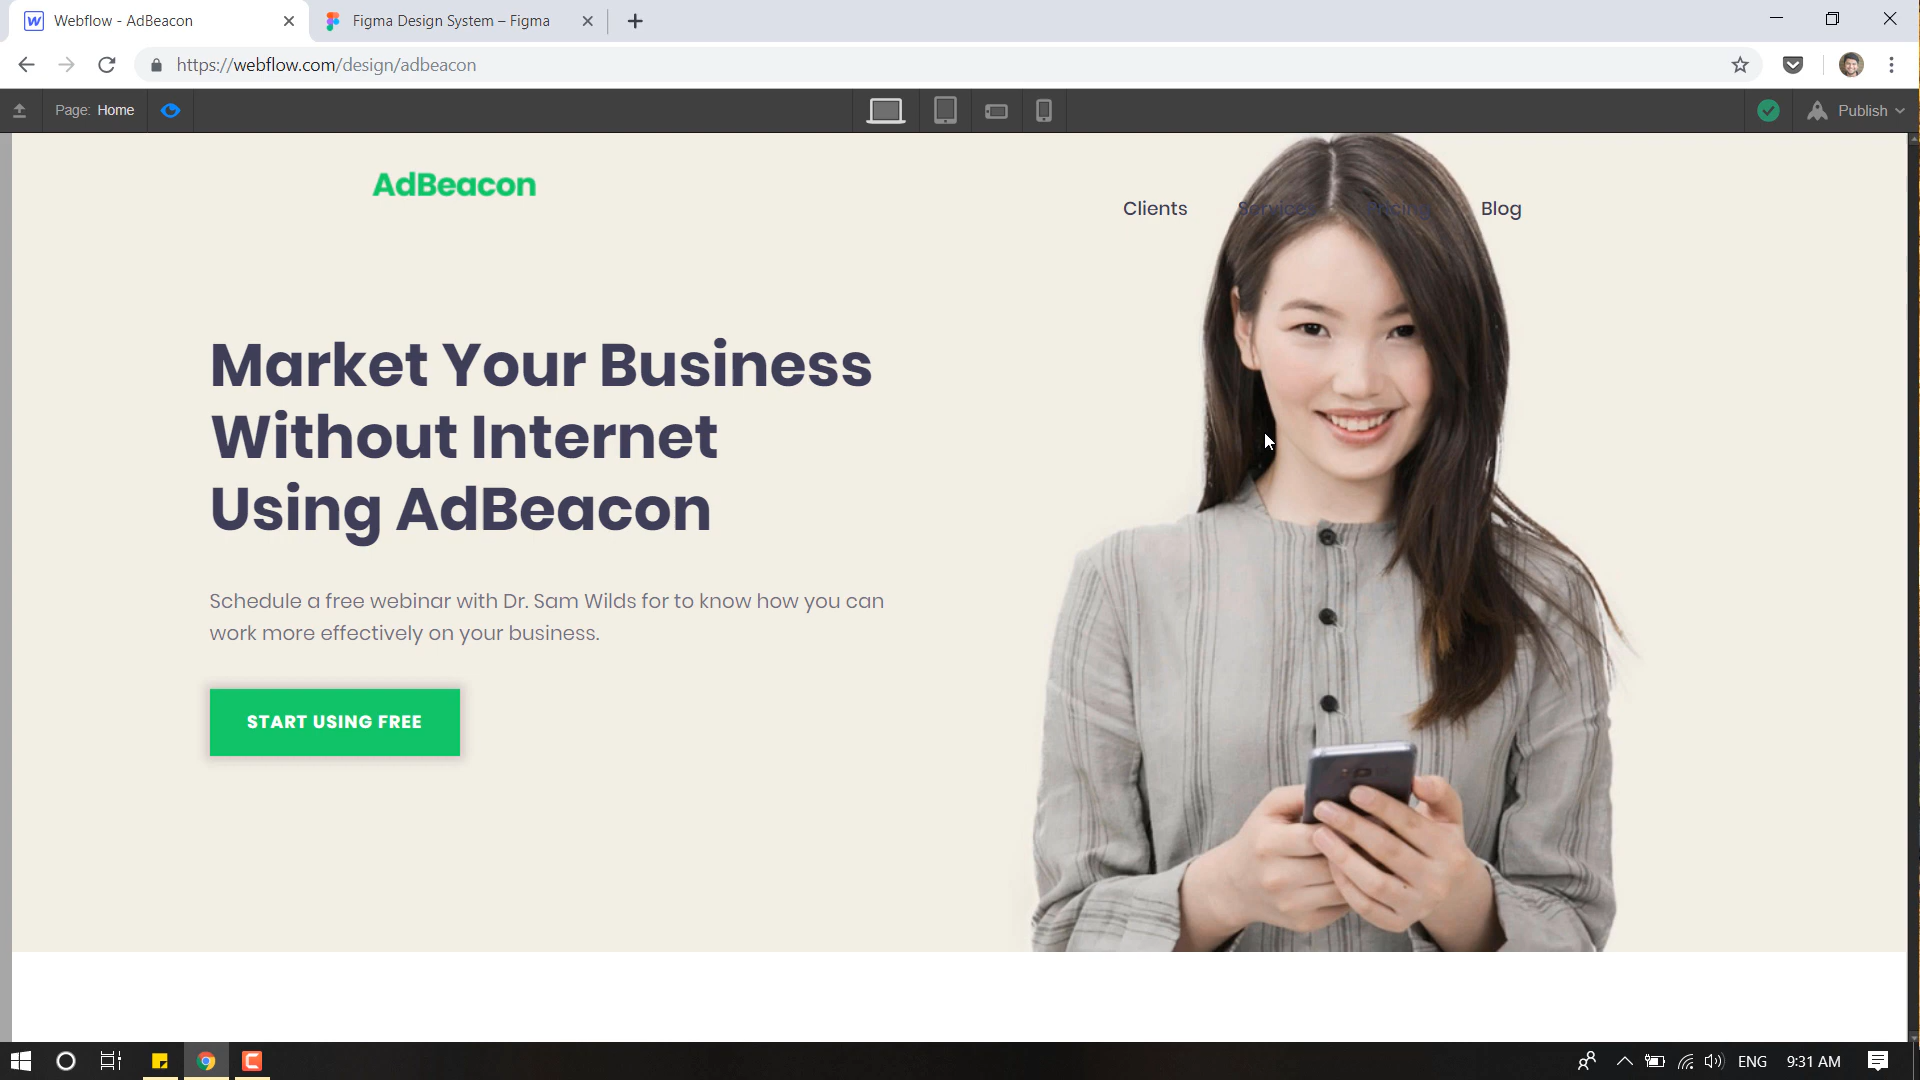 Webflow - AdBeacon
Figma Design System – Figma
https://webflow.com/design/adbeacon
Page: Home
Publish
AdBeacon
Clients Services Pricing Blog
Market Your Business
Without Internet
Using AdBeacon
Schedule a free webinar with Dr. Sam Wilds for to know how you can
work more effectively on your business.
START USING FREE
ENG
9:31 AM